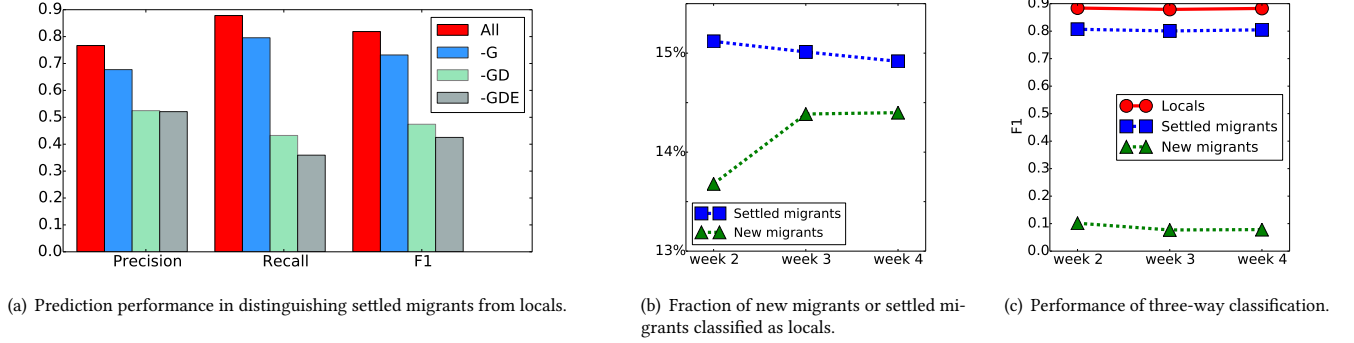 0.9
0.8
0.7
0.6
0.5
0.4
0.3
0.2
0.1
0.0
Precision
Recall
F1
All
-G
-GD
-GDE
(a) Prediction performance in distinguishing settled migrants from locals.
15%
14%
13%
week 2
week 3
week 4
Settled migrants
New migrants
(b) Fraction of new migrants or settled mi-
grants classified as locals.
F1
0.9
0.8
0.7
0.6
0.5
0.4
0.3
0.2
0.1
0.0
week 2
week 3
week 4
Locals
Settled migrants
New migrants
(c) Performance of three-way classification.